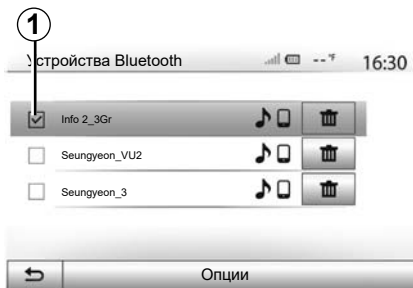 1
Устройства Bluetooth -- °F 16:30
Info 2_3Gr
Seungyeon_VU2
Seungyeon_3
Опции